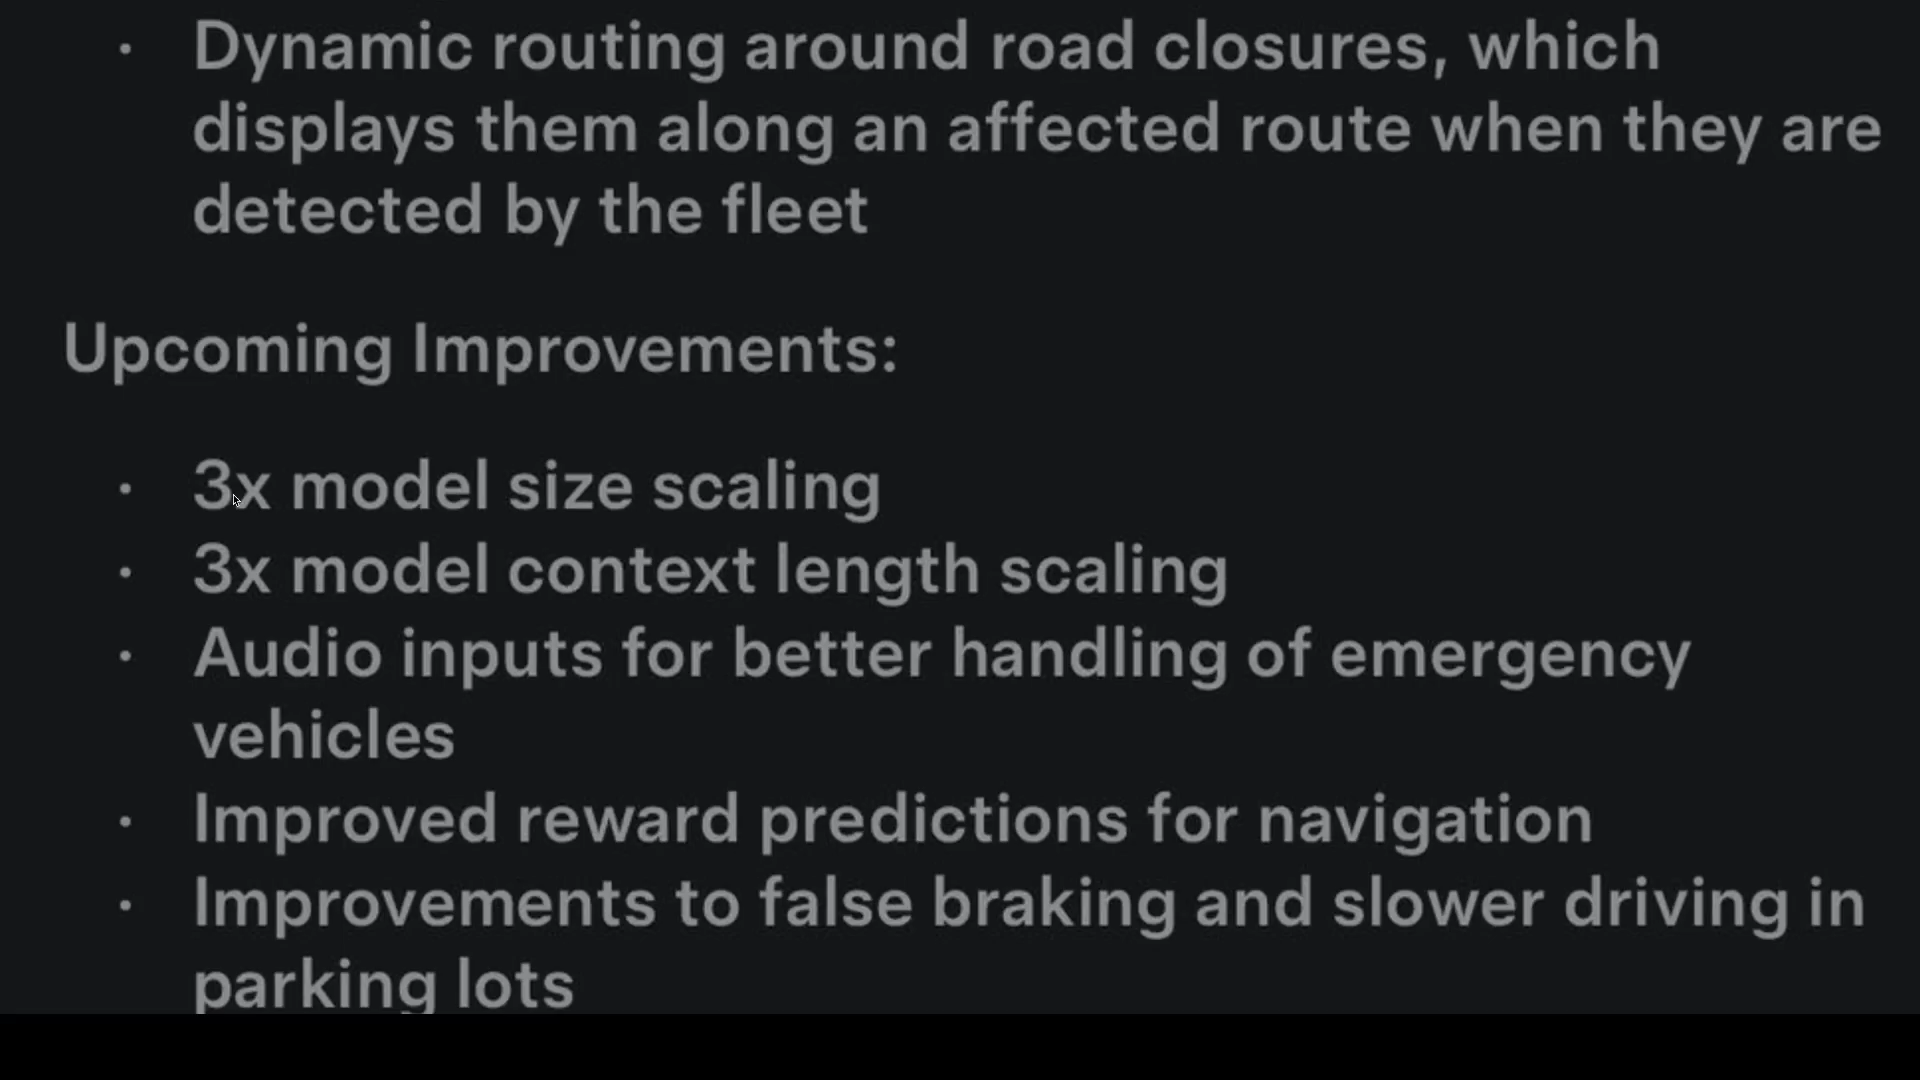 · Dynamic routing around road closures, which
displays them along an affected route when they are
detected by the fleet
Upcoming Improvements:
· 3x model size scaling
· 3x model context length scaling
· Audio inputs for better handling of emergency
vehicles
· Improved reward predictions for navigation
· Improvements to false braking and slower driving in
parking lots